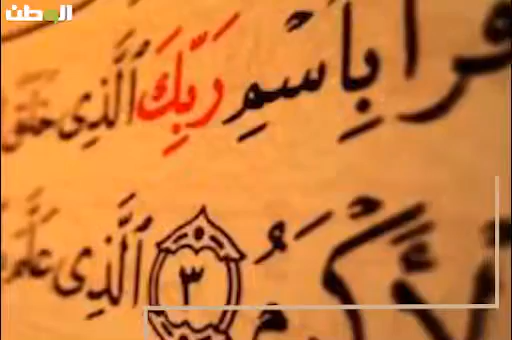 الوطن
ٱقْرَأْ بِٱسْمِ رَبِّكَ ٱلَّذِى خَلَقَ
ٱلْأَكْرَمُ ٣ ٱلَّذِى عَلَّمَ